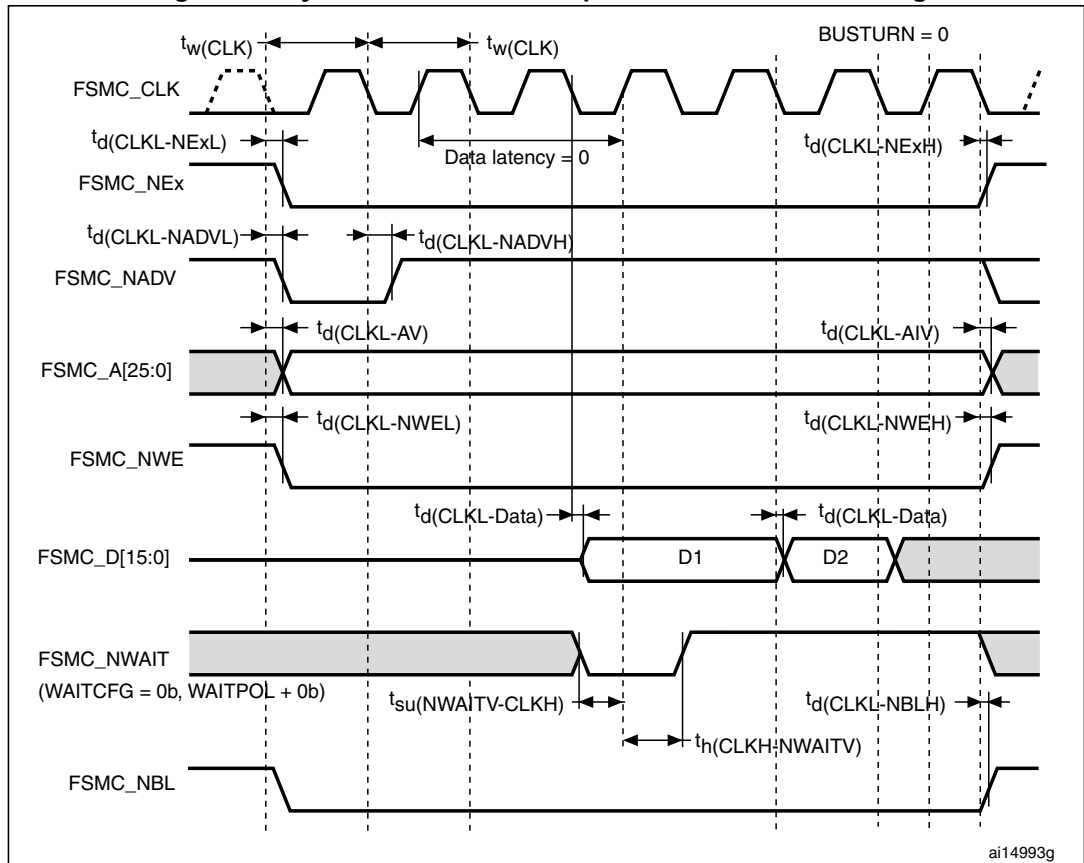 tw(CLK)
tw(CLK)
BUSTURN = 0
FSMC_CLK
td(CLKL-NExL)
Data latency = 0
td(CLKL-NExH)
FSMC_NEx
td(CLKL-NADVL)
td(CLKL-NADVH)
FSMC_NADV
td(CLKL-AV)
td(CLKL-AIV)
FSMC_A[25:0]
td(CLKL-NWEL)
td(CLKL-NWEH)
FSMC_NWE
td(CLKL-Data)
td(CLKL-Data)
FSMC_D[15:0]
D1
D2
FSMC_NWAIT
(WAITCFG = 0b, WAITPOL + 0b)
tsu(NWAITV-CLKH)
td(CLKL-NBLH)
th(CLKH-NWAITV)
FSMC_NBL
ai14993g